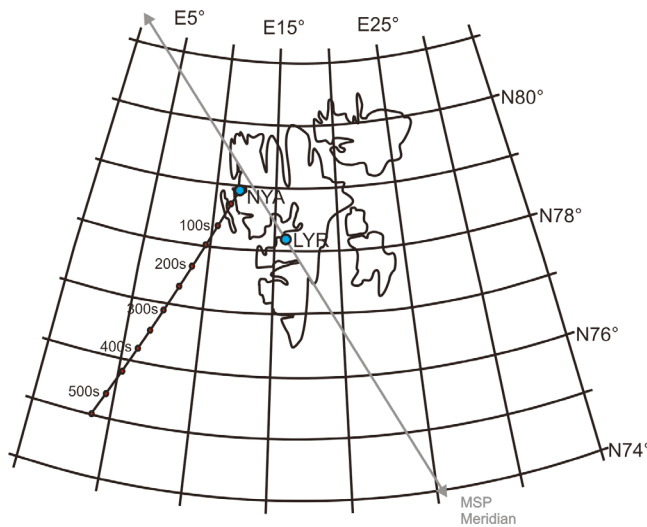 E5°
E15°
E25°
N80°
NYA
N78°
100s
LYR
200s
300s
N76°
400s
500s
N74°
MSP
Meridian